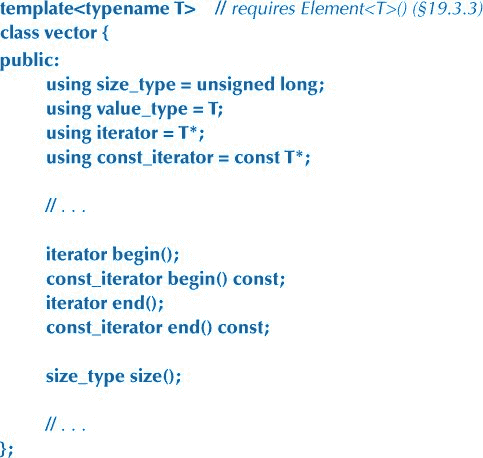 template<typename T> // requires Element<T>() (§19.3.3)
class vector {
public:
using size_type = unsigned long;
using value_type = T;
using iterator = T*;
using const_iterator = const T*;
// . . .
iterator begin();
const_iterator begin() const;
iterator end();
const_iterator end() const;
size_type size();
// . . .
};